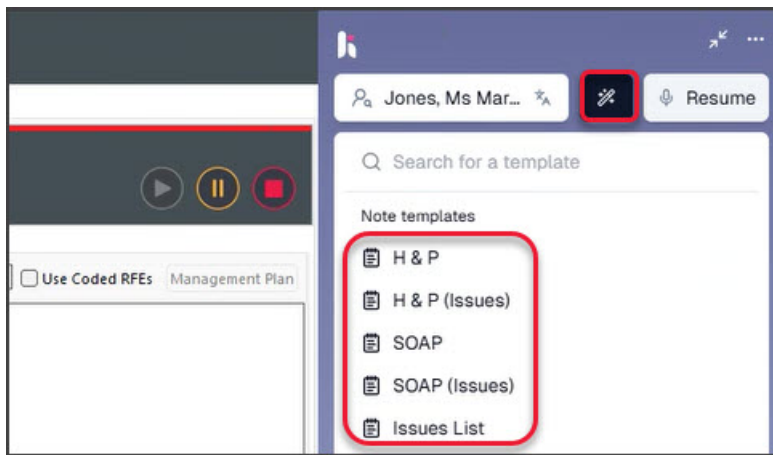 Jones, Ms Mar...
Resume
Search for a template
Note templates
H & P
Use Coded RFEs
Management Plan
H & P (Issues)
SOAP
SOAP (Issues)
Issues List